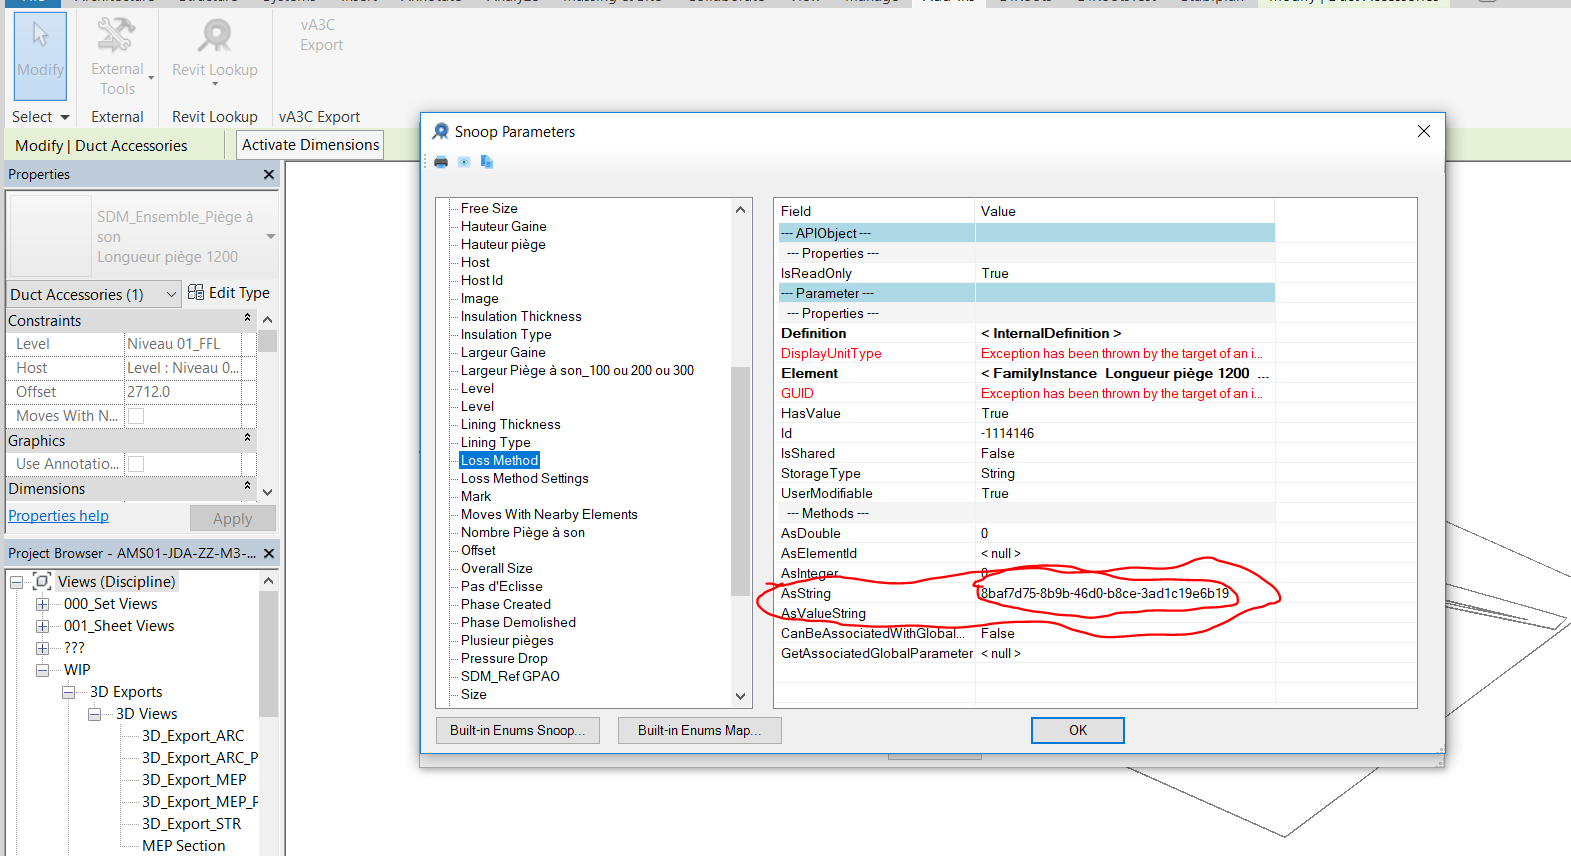 Add-Ins
vA3C
Export
Modify
External
Tools
Revit Lookup
Select
External
Revit Lookup
vA3C Export
Modify | Duct Accessories
Activate Dimensions
Properties
SDM_Ensemble_Piège à
son
Longueur piège 1200
Duct Accessories (1)
Edit Type
Constraints
Level
Niveau 01_FFL
Host
Level : Niveau 0...
Offset
2712.0
Moves With N...
Graphics
Use Annotatio...
Dimensions
Properties help
Apply
Project Browser - AMS01-JDA-ZZ-M3-...
Views (Discipline)
000_Set Views
001_Sheet Views
???
WIP
3D Exports
3D Views
3D_Export_ARC
3D_Export_ARC_P
3D_Export_MEP
3D_Export_MEP_F
3D_Export_STR
MEP Section
Snoop Parameters
Free Size
Hauteur Gaine
Hauteur piège
Host
Host Id
Image
Insulation Thickness
Insulation Type
Largeur Gaine
Largeur Piège à son_100 ou 200 ou 300
Level
Level
Lining Thickness
Lining Type
Loss Method
Loss Method Settings
Mark
Moves With Nearby Elements
Nombre Piège à son
Offset
Overall Size
Pas d'Eclisse
Phase Created
Phase Demolished
Plusieur pièges
Pressure Drop
SDM_Ref GPAO
Size
Field Value
--- APIObject ---
--- Properties ---
IsReadOnly True
--- Parameter ---
--- Properties ---
Definition < InternalDefinition >
DisplayUnitType Exception has been thrown by the target of an i...
Element < FamilyInstance Longueur piège 1200 ...
GUID Exception has been thrown by the target of an i...
HasValue True
Id -1114146
IsShared False
StorageType String
UserModifiable True
--- Methods ---
AsDouble 0
AsElementId < null >
AsInteger 0
AsString 8baf7d75-8b9b-46d0-b8ce-3ad1c19e6b19
AsValueString
CanBeAssociatedWithGlobal... False
GetAssociatedGlobalParameter < null >
Built-in Enums Snoop...
Built-in Enums Map...
OK